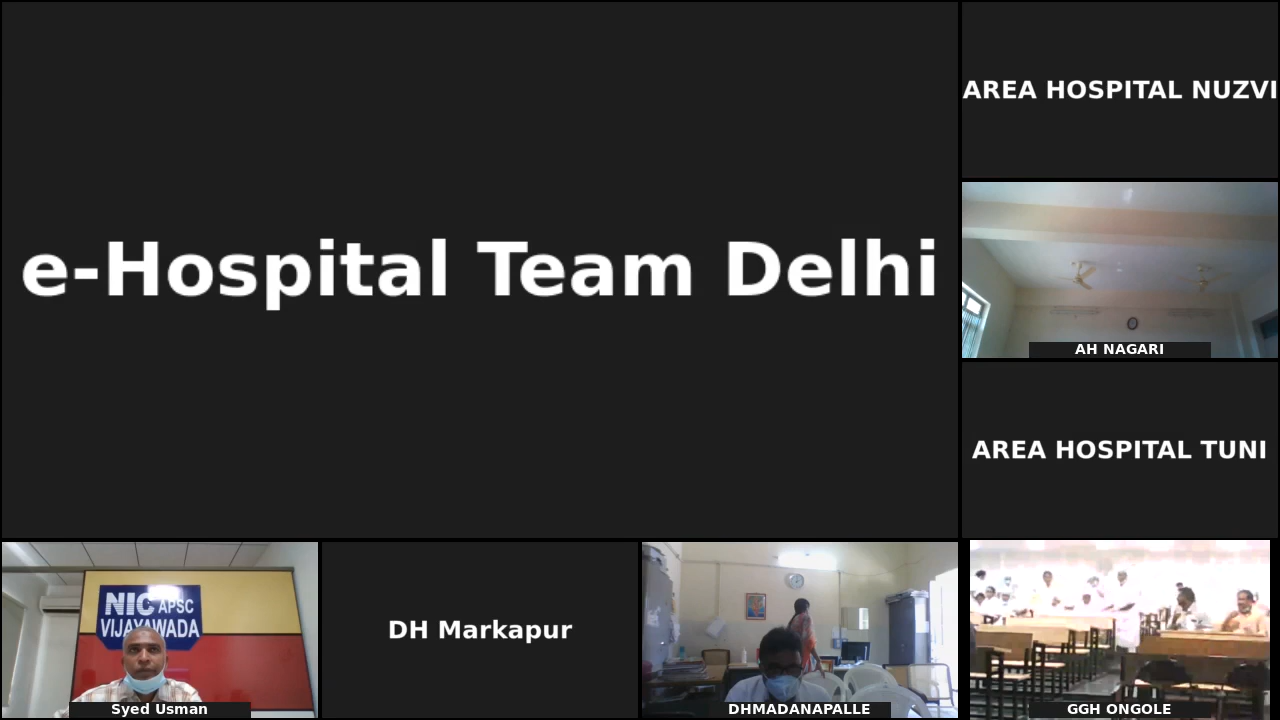 e-Hospital Team Delhi
AREA HOSPITAL NUZVI
AH NAGARI
AREA HOSPITAL TUNI
NIC APSC
VIJAYAWADA
Syed Usman
DH Markapur
DHMADANAPALLE
GGH ONGOLE